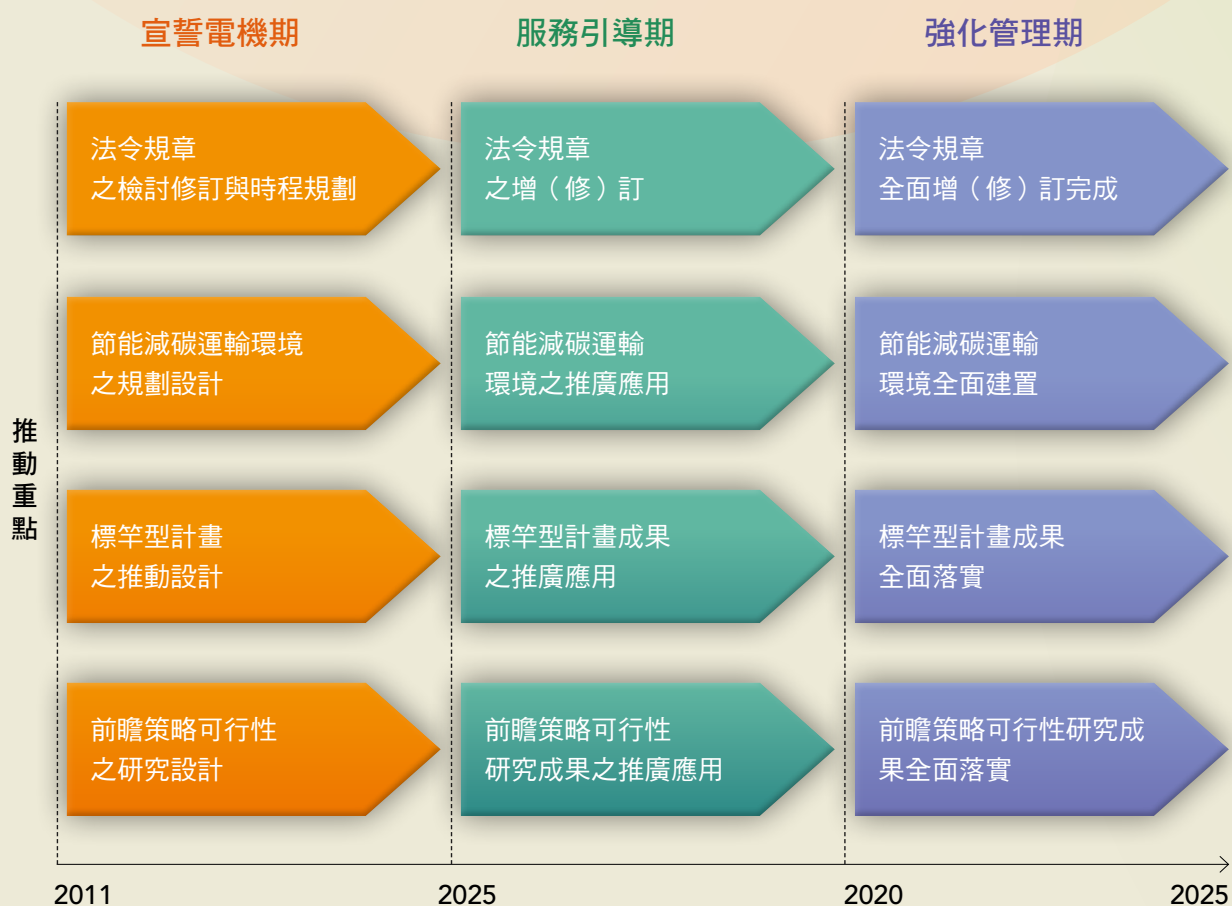 宣誓電機期
服務引導期
強化管理期
推動重點
法令規章
之檢討修訂與時程規劃
法令規章
之增（修）訂
法令規章
全面增（修）訂完成
節能減碳運輸環境
之規劃設計
節能減碳運輸
環境之推廣應用
節能減碳運輸
環境全面建置
標竿型計畫
之推動設計
標竿型計畫成果
之推廣應用
標竿型計畫成果
全面落實
前瞻策略可行性
之研究設計
前瞻策略可行性
研究成果之推廣應用
前瞻策略可行性研究成
果全面落實
2011
2025
2020
2025